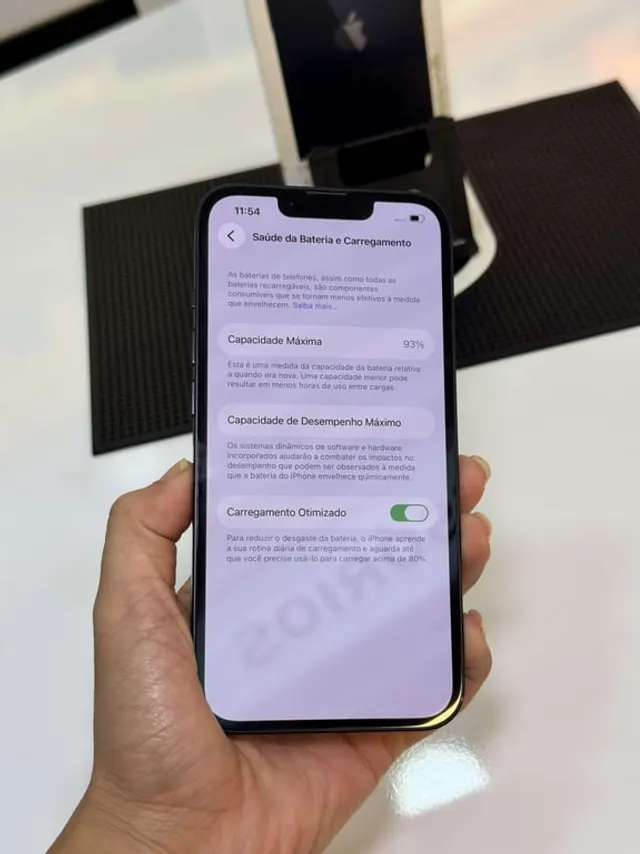 11:54
Saúde da Bateria e Carregamento
As baterias de telefones, assim como todas as
baterias recarregáveis, são componentes
consumíveis que se tornam menos efetivos à medida
que envelhecem. Saiba mais...
Capacidade Máxima 93%
Esta é uma medida da capacidade da bateria relativa
a quando era nova. Uma capacidade menor pode
resultar em menos horas de uso entre cargas.
Capacidade de Desempenho Máximo
Os sistemas dinâmicos de software e hardware
incorporados ajudarão a combater os impactos no
desempenho que podem ser observados à medida
que a bateria do iPhone envelhece quimicamente.
Carregamento Otimizado
Para reduzir o desgaste da bateria, o iPhone aprende
a sua rotina diária de carregamento e aguarda até
que você precise usá-lo para carregar acima de 80%